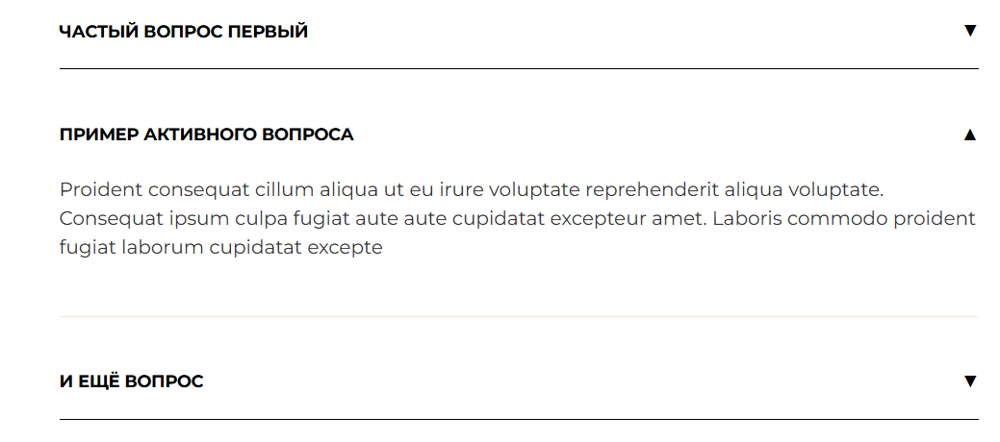 ЧАСТЫЙ ВОПРОС ПЕРВЫЙ ▼
ПРИМЕР АКТИВНОГО ВОПРОСА ▲
Proident consequat cillum aliqua ut eu irure voluptate reprehenderit aliqua voluptate.
Consequat ipsum culpa fugiat aute aute cupidatat excepteur amet. Laboris commodo proident
fugiat laborum cupidatat excepte
И ЕЩЁ ВОПРОС ▼